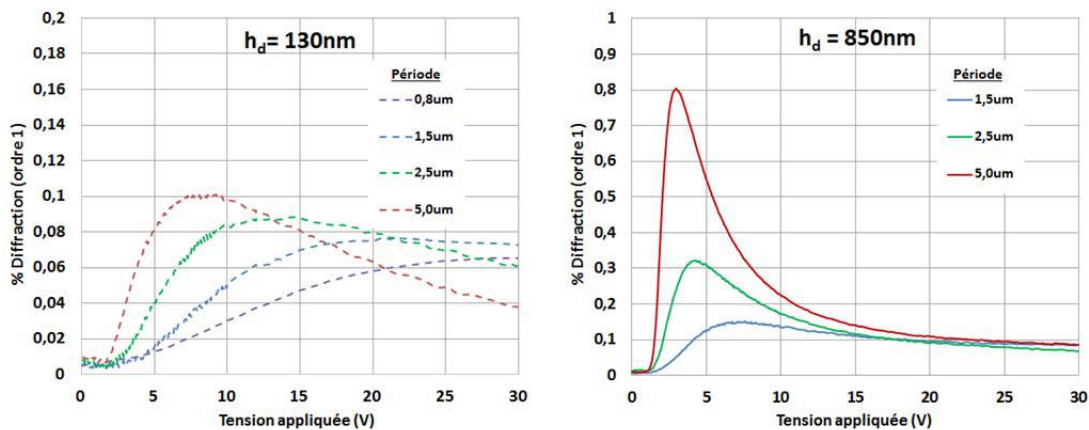 h_d= 130nm
% Diffraction (ordre 1)
0,2
0,18
0,16
0,14
0,12
0,1
0,08
0,06
0,04
0,02
0
0 5 10 15 20 25 30
Tension appliquée (V)
Période
0,8um
1,5um
2,5um
5,0um
h_d = 850nm
% Diffraction (ordre 1)
1
0,9
0,8
0,7
0,6
0,5
0,4
0,3
0,2
0,1
0
0 5 10 15 20 25 30
Tension appliquée (V)
Période
1,5um
2,5um
5,0um